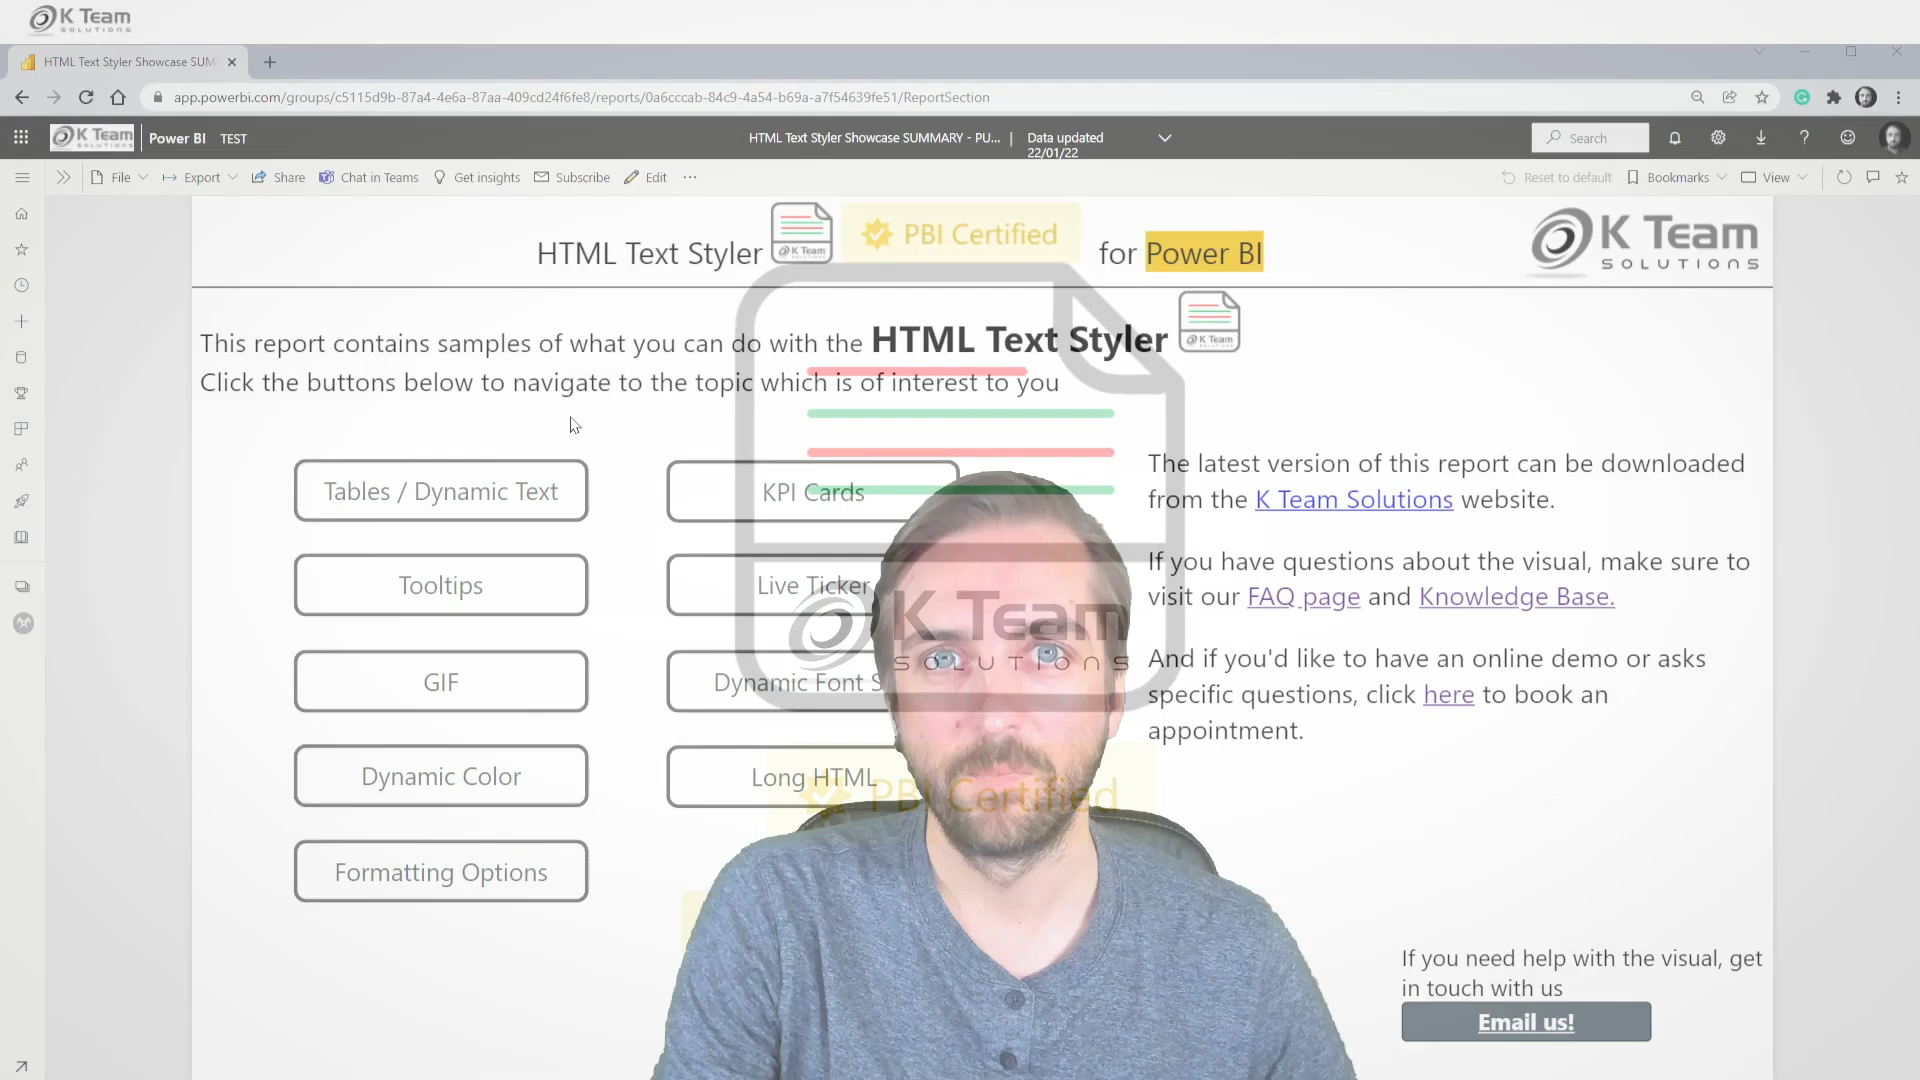 K Team
SOLUTIONS
HTML Text Styler Showcase SUM
app.powerbi.com/groups/c5115d9b-87a4-4e6a-87aa-409cd24f6fe8/reports/0a6cccab-84c9-4a54-b69a-a7f54639fe51/ReportSection
K Team
SOLUTIONS
Power BI TEST
HTML Text Styler Showcase SUMMARY - PU... | Data updated
22/01/22
Search
File Export Share Chat in Teams Get insights Subscribe Edit ...
Reset to default Bookmarks View
HTML Text Styler K Team PBI Certified for Power BI
K Team
SOLUTIONS
This report contains samples of what you can do with the HTML Text Styler
K Team
Click the buttons below to navigate to the topic which is of interest to you
Tables / Dynamic Text
KPI Cards
Tooltips
Live Ticker
GIF
Dynamic Font S
Dynamic Color
Long HTML
Formatting Options
K Team
SOLUTIONS
PBI Certified
The latest version of this report can be downloaded
from the K Team Solutions website.
If you have questions about the visual, make sure to
visit our FAQ page and Knowledge Base.
And if you'd like to have an online demo or asks
specific questions, click here to book an
appointment.
If you need help with the visual, get
in touch with us
Email us!